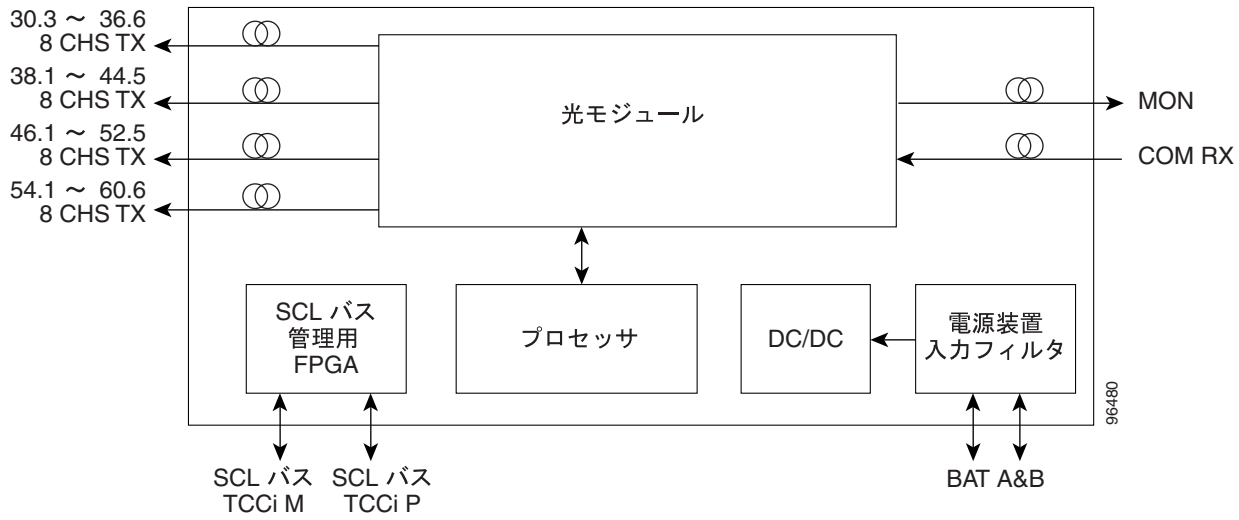 30.3 ～ 36.6
8 CHS TX
38.1 ～ 44.5
8 CHS TX
46.1 ～ 52.5
8 CHS TX
54.1 ～ 60.6
8 CHS TX
光モジュール
MON
COM RX
SCL バス
管理用
FPGA
プロセッサ
DC/DC
電源装置
入力フィルタ
96480
SCL バス
TCCi M
SCL バス
TCCi P
BAT A&B